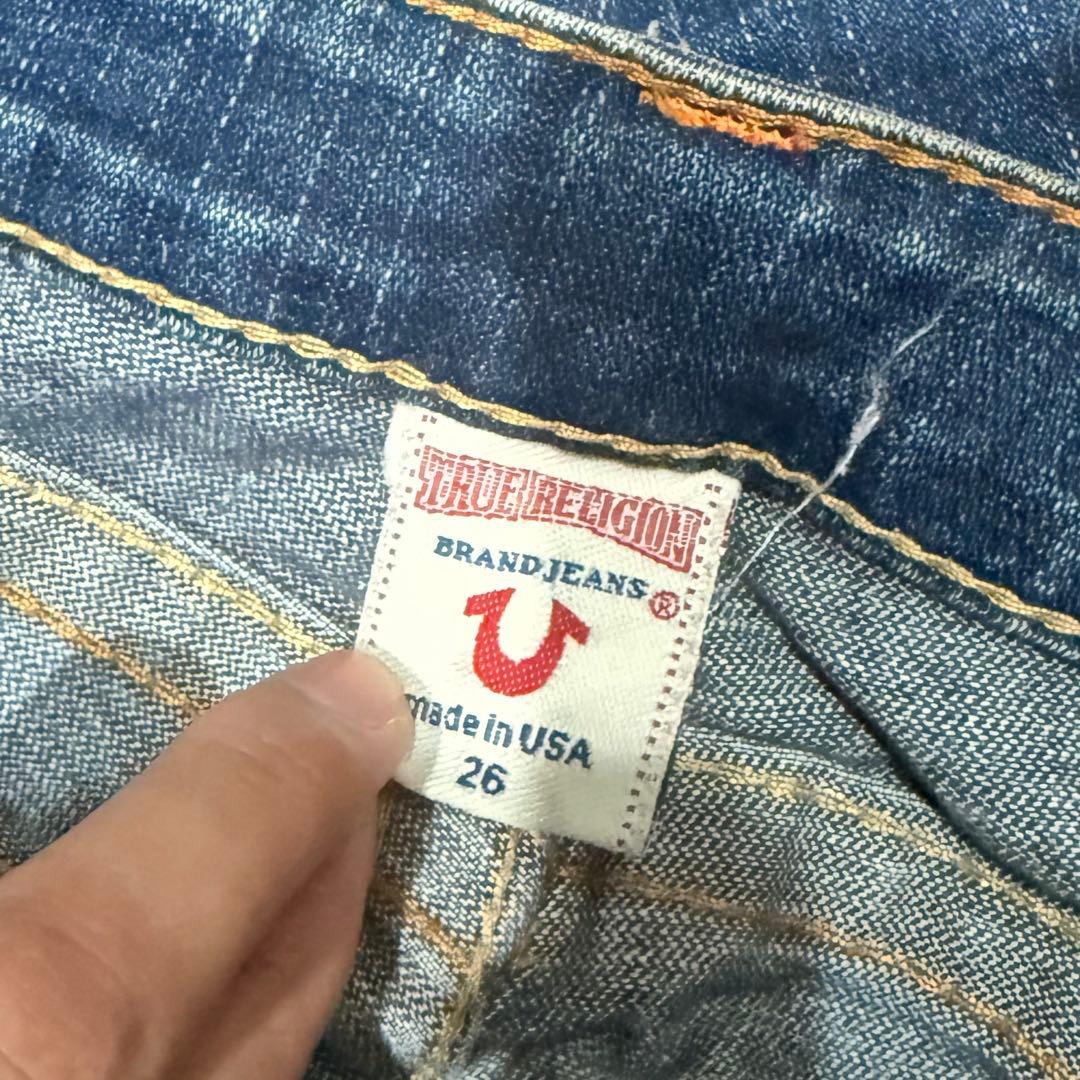 TRUE RELIGION
BRAND JEANS ®
made in USA
26